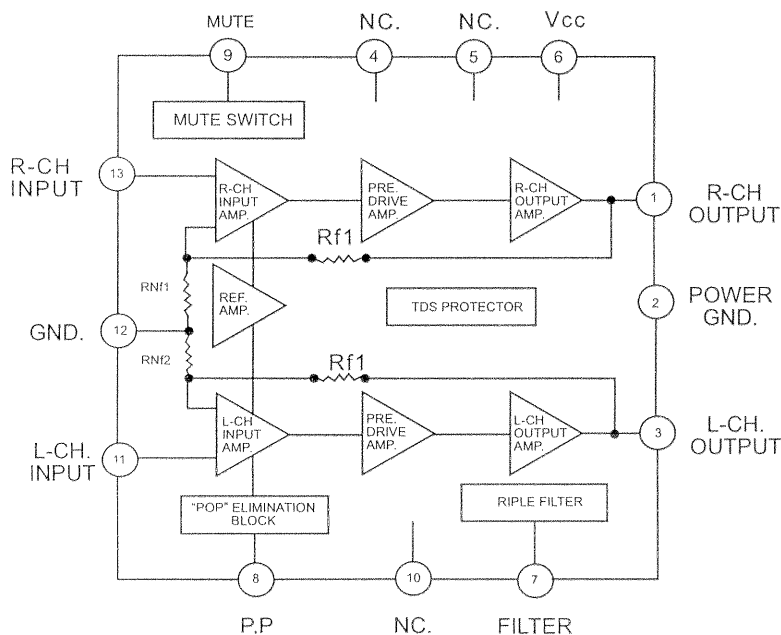 MUTE
NC.
NC.
Vcc
9
4
5
6
MUTE SWITCH
R-CH
INPUT
13
R-CH
INPUT
AMP.
PRE.
DRIVE
AMP.
R-CH
OUTPUT
AMP.
1
R-CH
OUTPUT
Rf1
RNf1
REF.
AMP.
TDS PROTECTOR
2
POWER
GND.
GND.
12
RNf2
Rf1
L-CH.
INPUT
11
L-CH
INPUT
AMP.
PRE.
DRIVE
AMP.
L-CH
OUTPUT
AMP.
3
L-CH.
OUTPUT
"POP" ELIMINATION
BLOCK
RIPLE FILTER
8
10
7
P.P
NC.
FILTER